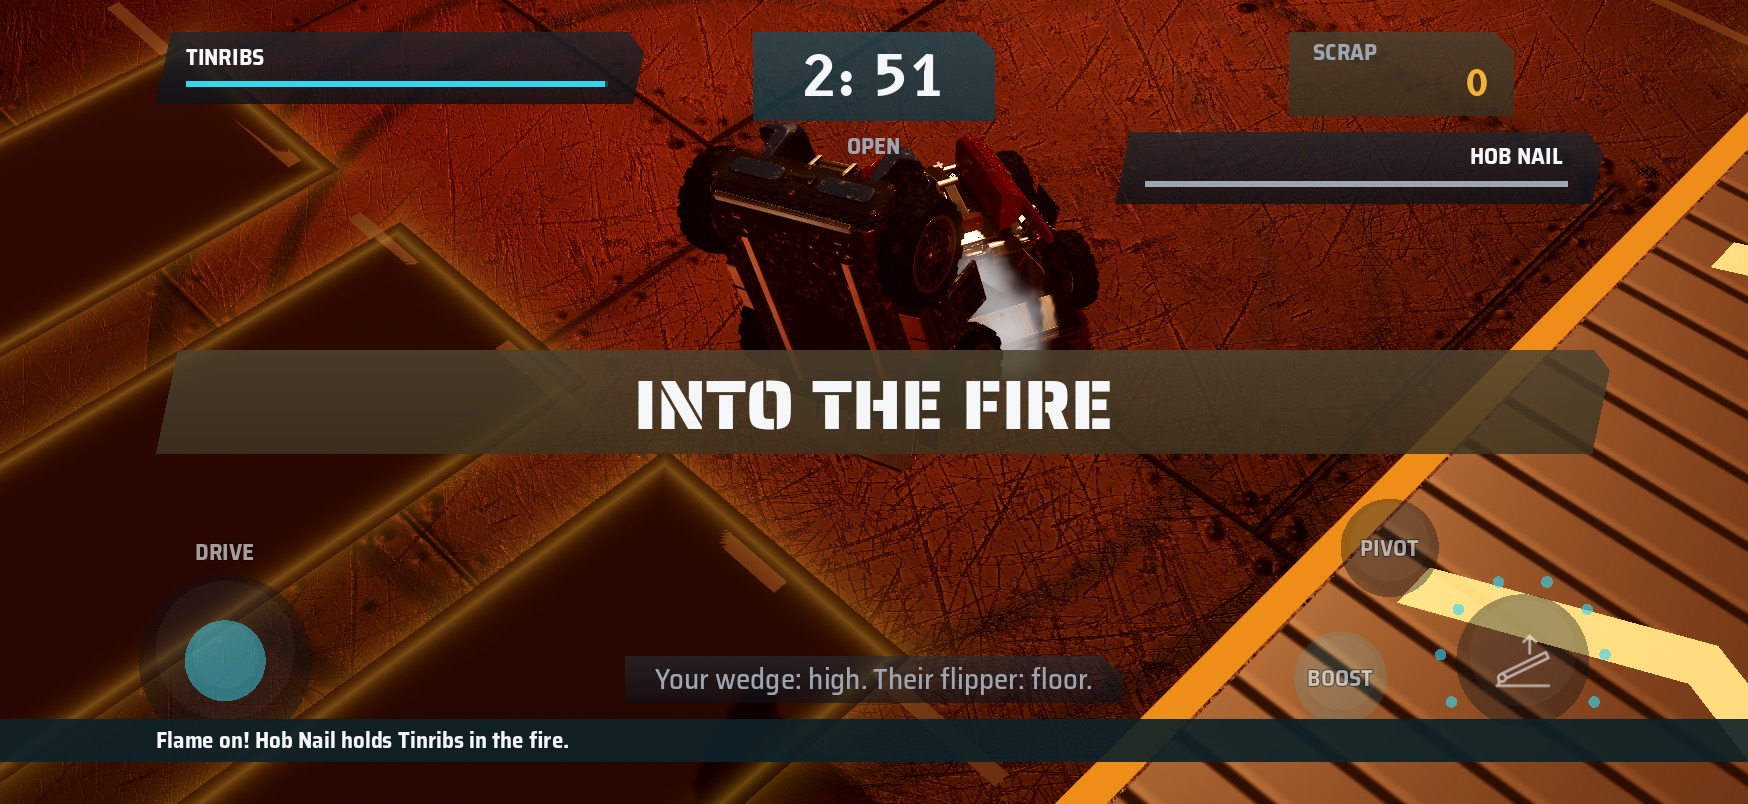 TINRIBS
2: 51
SCRAP
0
OPEN
HOB NAIL
INTO THE FIRE
DRIVE
PIVOT
BOOST
Your wedge: high. Their flipper: floor.
Flame on! Hob Nail holds Tinribs in the fire.